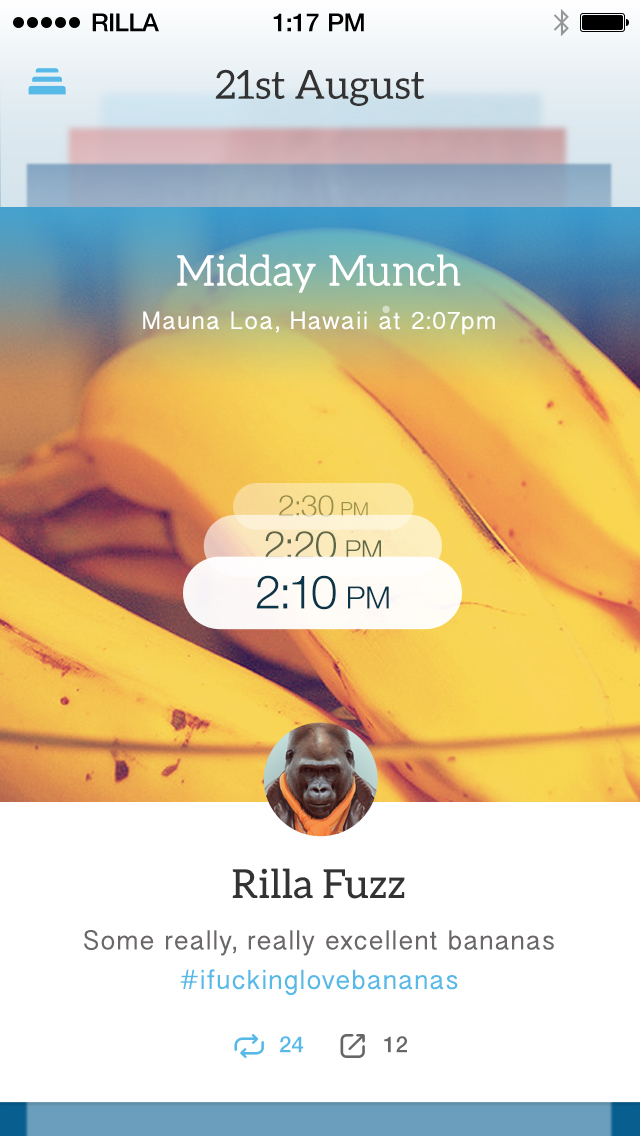 RILLA 1:17 PM
21st August
Midday Munch
Mauna Loa, Hawaii at 2:07pm
2:30 PM
2:20 PM
2:10 PM
Rilla Fuzz
Some really, really excellent bananas
#ifuckinglovebananas
24 12